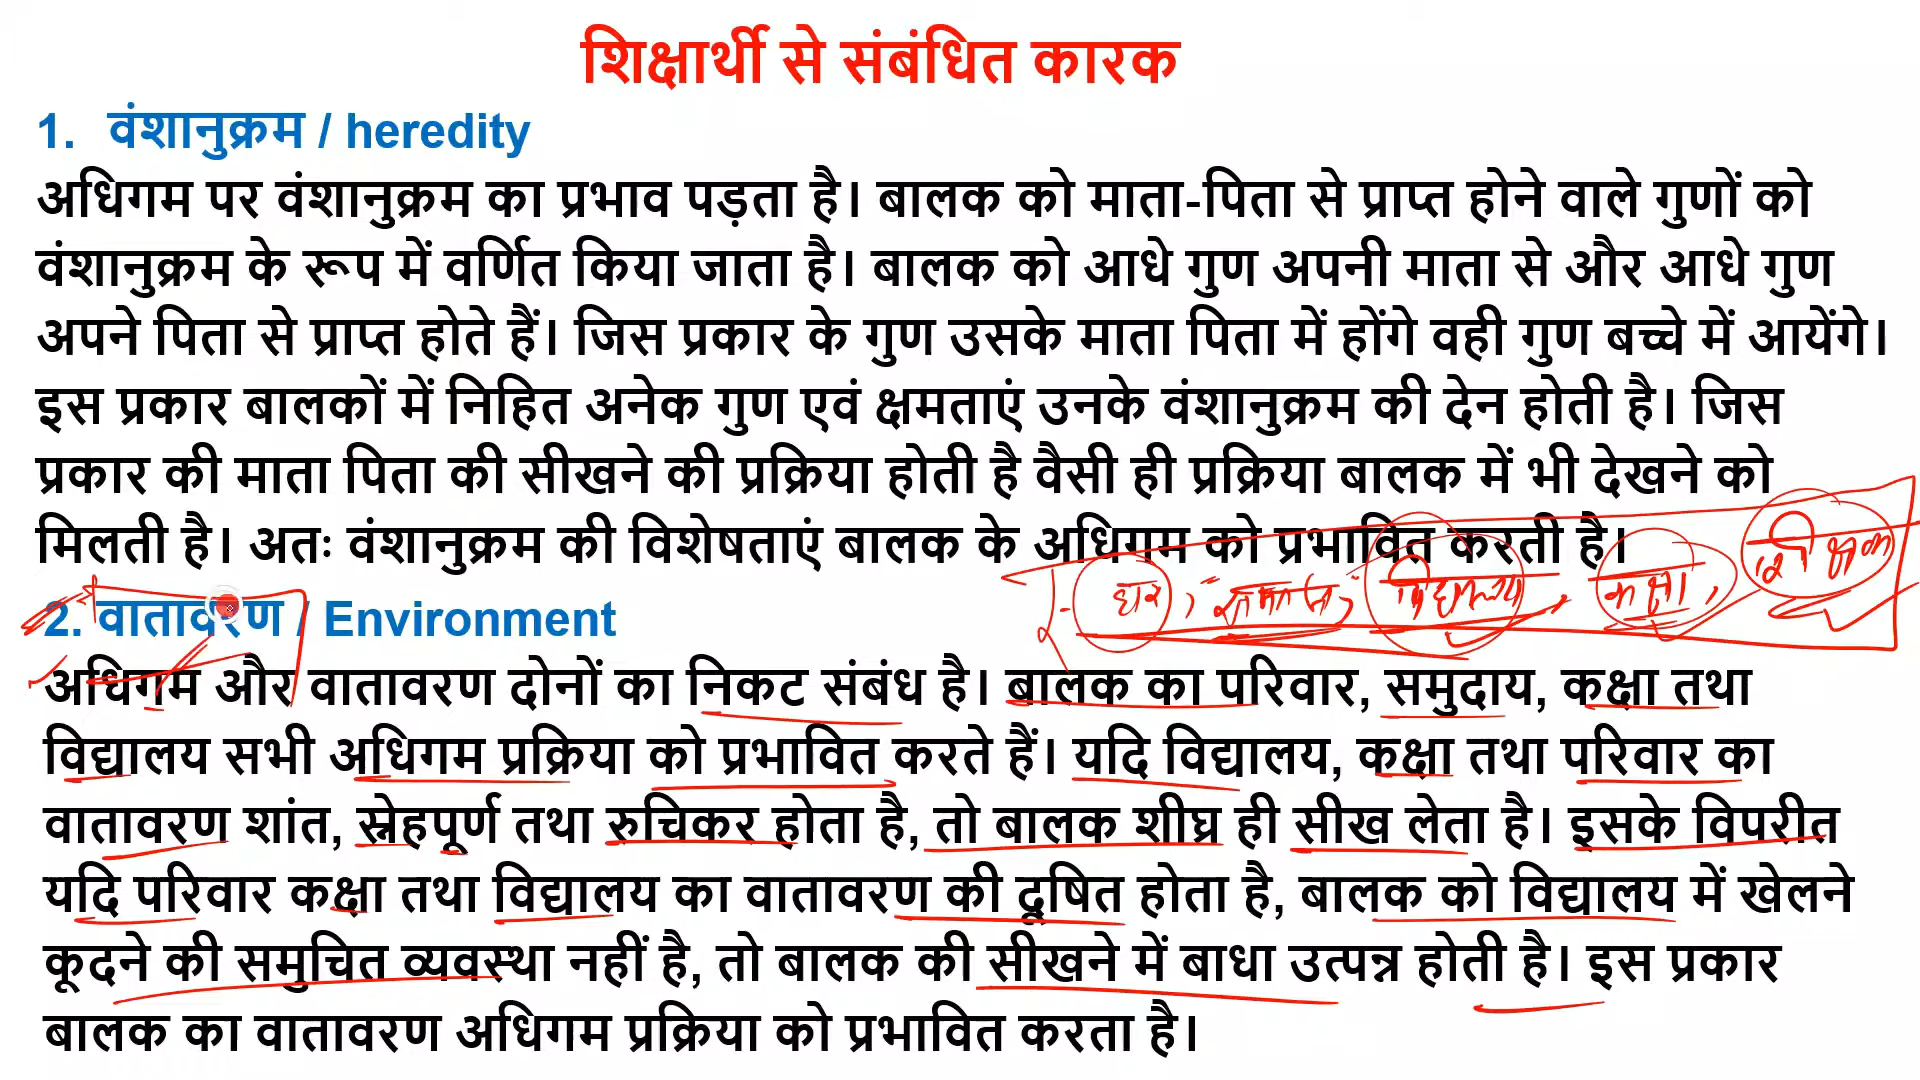 शिक्षार्थी से संबंधित कारक
1. वंशानुक्रम / heredity
अधिगम पर वंशानुक्रम का प्रभाव पड़ता है। बालक को माता-पिता से प्राप्त होने वाले गुणों को
वंशानुक्रम के रूप में वर्णित किया जाता है। बालक को आधे गुण अपनी माता से और आधे गुण
अपने पिता से प्राप्त होते हैं। जिस प्रकार के गुण उसके माता पिता में होंगे वही गुण बच्चे में आयेंगे।
इस प्रकार बालकों में निहित अनेक गुण एवं क्षमताएं उनके वंशानुक्रम की देन होती है। जिस
प्रकार की माता पिता की सीखने की प्रक्रिया होती है वैसी ही प्रक्रिया बालक में भी देखने को
मिलती है। अतः वंशानुक्रम की विशेषताएं बालक के अधिगम को प्रभावित करती है।
घर, समाज, विद्यालय, कक्षा, शिक्षक
2. वातावरण / Environment
अधिगम और वातावरण दोनों का निकट संबंध है। बालक का परिवार, समुदाय, कक्षा तथा
विद्यालय सभी अधिगम प्रक्रिया को प्रभावित करते हैं। यदि विद्यालय, कक्षा तथा परिवार का
वातावरण शांत, स्नेहपूर्ण तथा रुचिकर होता है, तो बालक शीघ्र ही सीख लेता है। इसके विपरीत
यदि परिवार कक्षा तथा विद्यालय का वातावरण की दूषित होता है, बालक को विद्यालय में खेलने
कूदने की समुचित व्यवस्था नहीं है, तो बालक की सीखने में बाधा उत्पन्न होती है। इस प्रकार
बालक का वातावरण अधिगम प्रक्रिया को प्रभावित करता है।